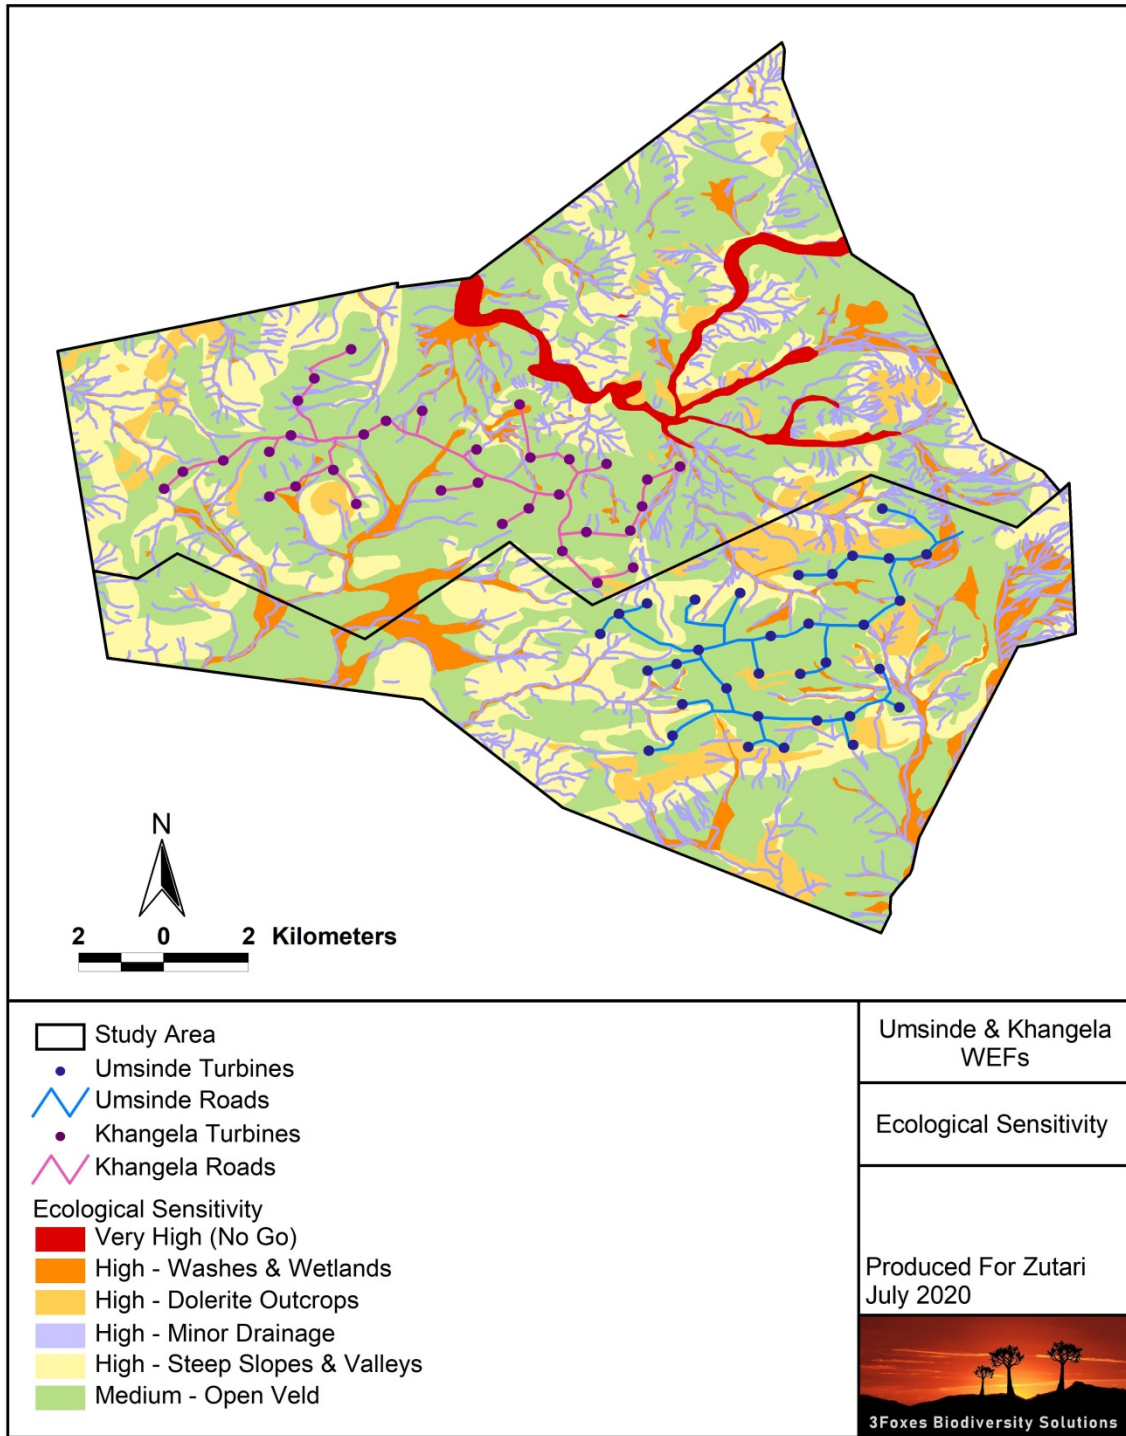 N
2 0 2 Kilometers
Study Area
Umsinde Turbines
Umsinde Roads
Khangela Turbines
Khangela Roads
Ecological Sensitivity
Very High (No Go)
High - Washes & Wetlands
High - Dolerite Outcrops
High - Minor Drainage
High - Steep Slopes & Valleys
Medium - Open Veld
Umsinde & Khangela
WEFs
Ecological Sensitivity
Produced For Zutari
July 2020
3Foxes Biodiversity Solutions